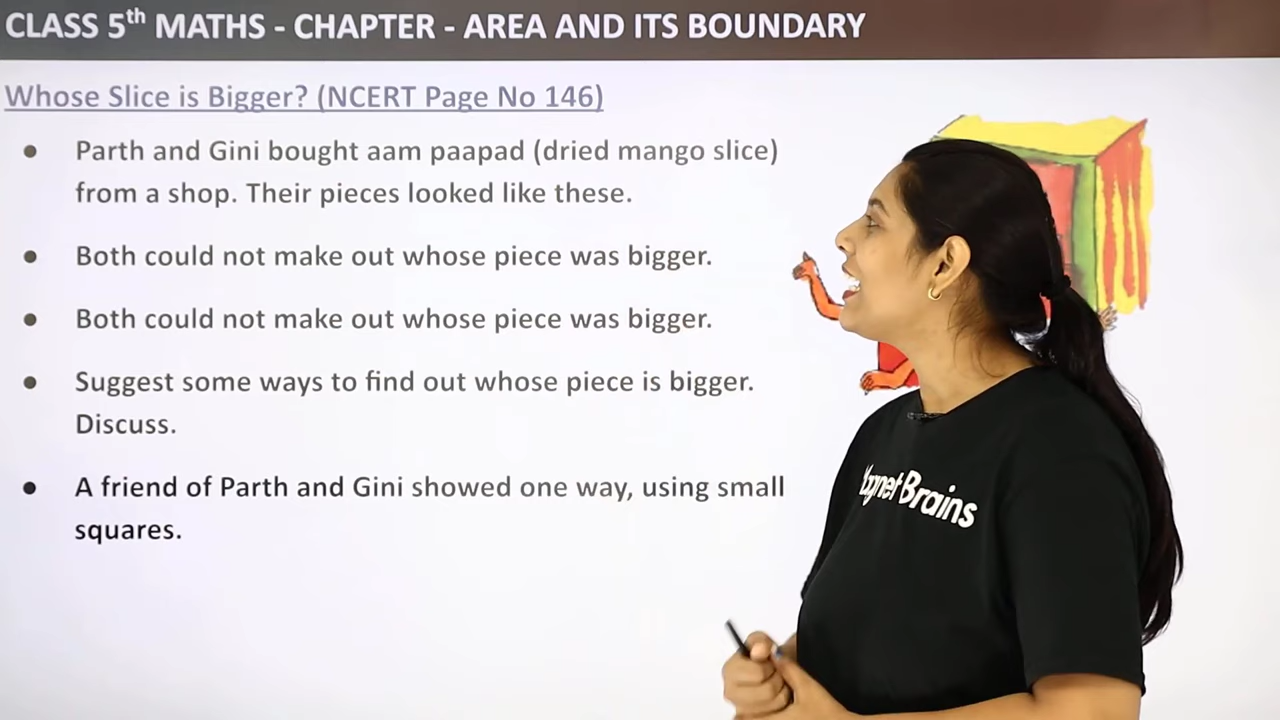 CLASS 5th MATHS - CHAPTER - AREA AND ITS BOUNDARY
Whose Slice is Bigger? (NCERT Page No 146)
● Parth and Gini bought aam paapad (dried mango slice)
from a shop. Their pieces looked like these.
● Both could not make out whose piece was bigger.
● Both could not make out whose piece was bigger.
● Suggest some ways to find out whose piece is bigger.
Discuss.
● A friend of Parth and Gini showed one way, using small
squares.
Magnet Brains